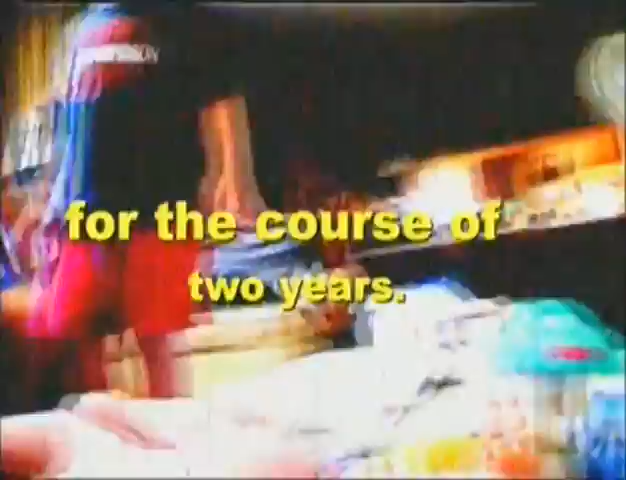 for the course of
two years.